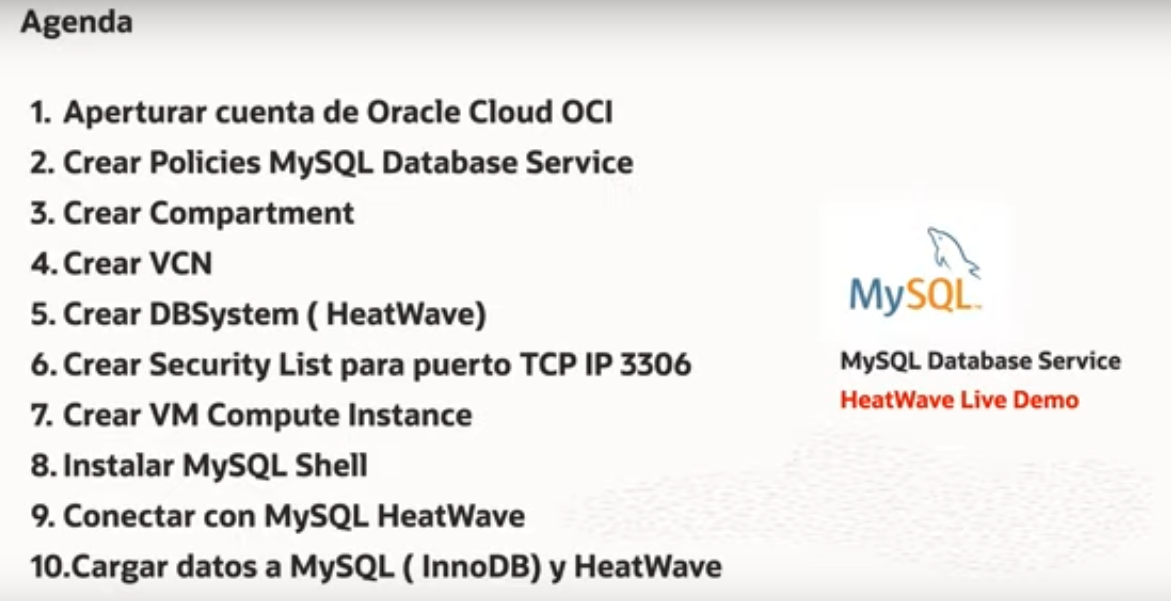 Agenda
1. Aperturar cuenta de Oracle Cloud OCI
2. Crear Policies MySQL Database Service
3. Crear Compartment
4. Crear VCN
5. Crear DBSystem ( HeatWave)
6. Crear Security List para puerto TCP IP 3306
7. Crear VM Compute Instance
8. Instalar MySQL Shell
9. Conectar con MySQL HeatWave
10.Cargar datos a MySQL ( InnoDB) y HeatWave
MySQL™
MySQL Database Service
HeatWave Live Demo